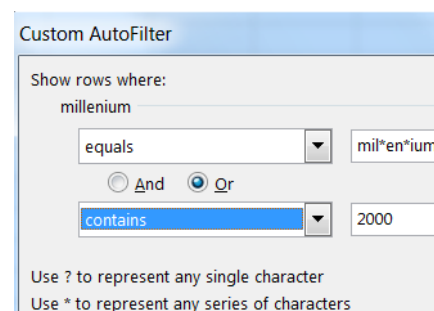 Custom AutoFilter
Show rows where:
millenium
equals mil*en*ium
And Or
contains 2000
Use ? to represent any single character
Use * to represent any series of characters